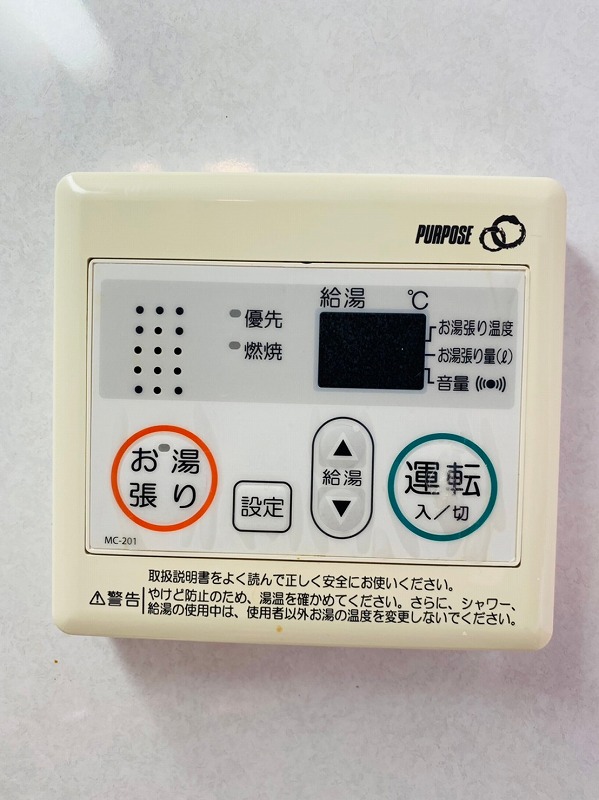 PURPOSE
給湯 ℃
優先
燃焼
お湯張り温度
お湯張り量(ℓ)
音量
お湯
張り
設定
▲
給湯
▼
運転
入/切
MC-201
取扱説明書をよく読んで正しく安全にお使いください。
⚠警告 やけど防止のため、湯温を確かめてください。さらに、シャワー、
給湯の使用中は、使用者以外お湯の温度を変更しないでください。